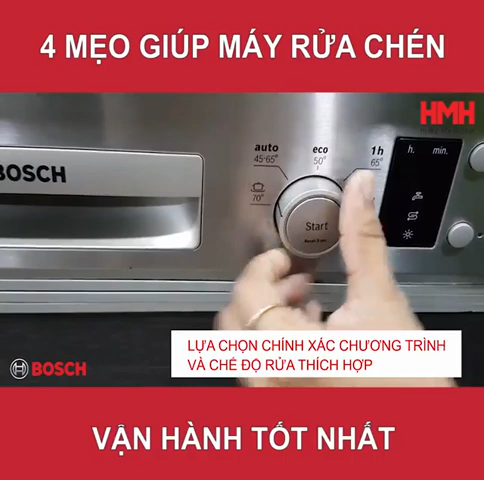 4 MẸO GIÚP MÁY RỬA CHÉN
HMH
BOSCH
auto
45-65°
eco
50°
1h
65°
70°
h. min.
Start
LỰA CHỌN CHÍNH XÁC CHƯƠNG TRÌNH
VÀ CHẾ ĐỘ RỬA THÍCH HỢP
BOSCH
VẬN HÀNH TỐT NHẤT